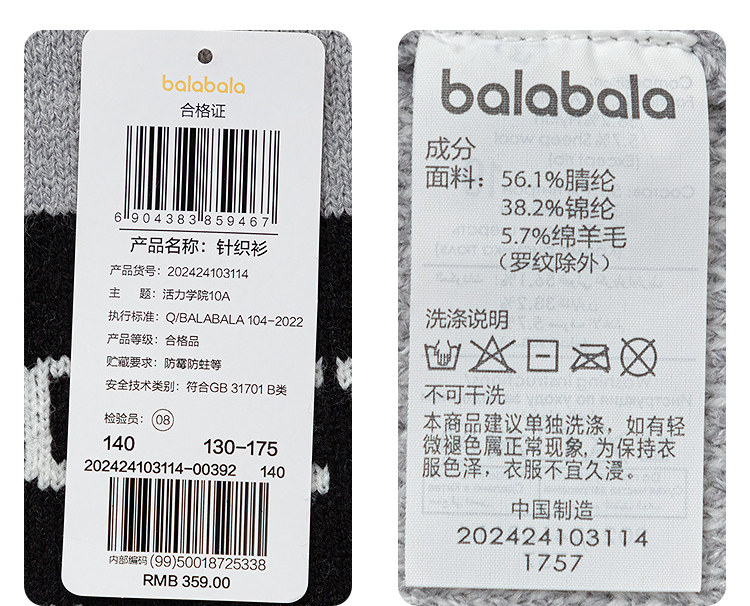 balabala
合格证
6 904383 859467
产品名称：针织衫
产品货号：202424103114
主 题：活力学院10A
执行标准：Q/BALABALA 104-2022
产品等级：合格品
贮藏要求：防霉防蛀等
安全技术类别：符合GB 31701 B类
检验员：08
140 130-175
202424103114-00392 140
内部编码 (99)50018725338
RMB 359.00
balabala
成分
面料：56.1%腈纶
38.2%锦纶
5.7%绵羊毛
（罗纹除外）
洗涤说明
不可干洗
本商品建议单独洗涤，如有轻
微褪色属正常现象, 为保持衣
服色泽，衣服不宜久浸。
中国制造
202424103114
1757